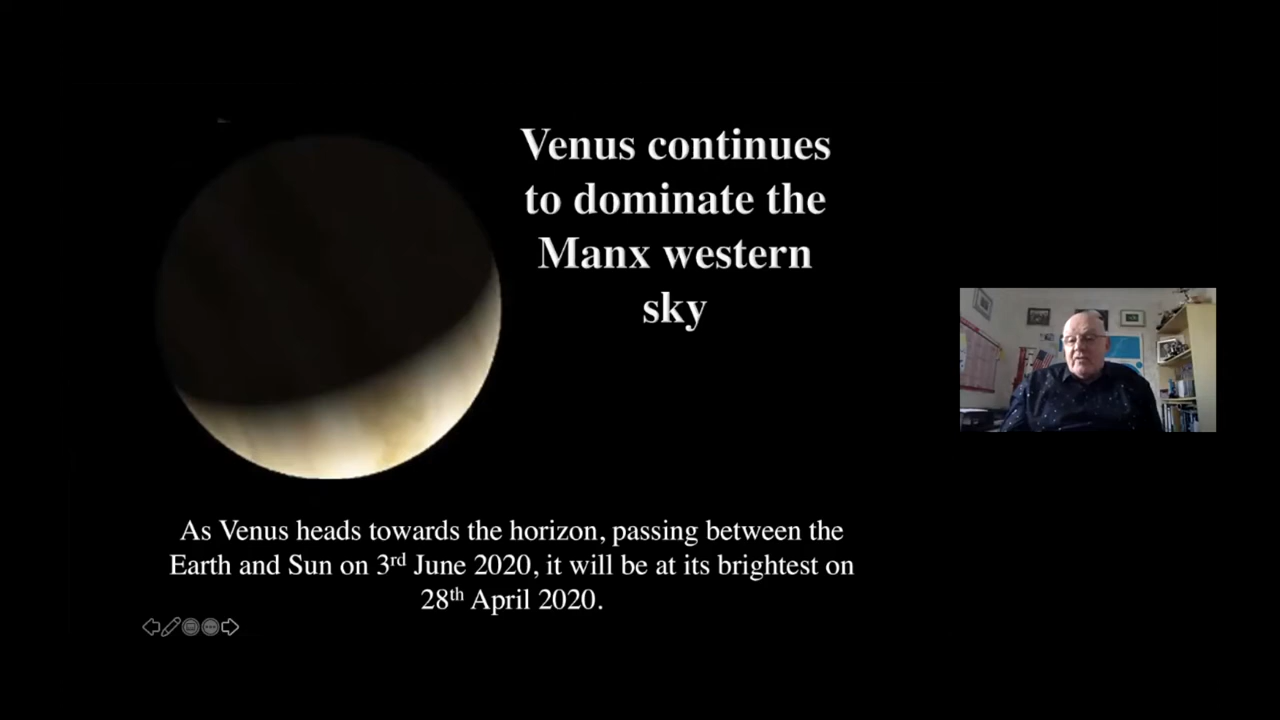 Venus continues
to dominate the
Manx western
sky
As Venus heads towards the horizon, passing between the
Earth and Sun on 3rd June 2020, it will be at its brightest on
28th April 2020.